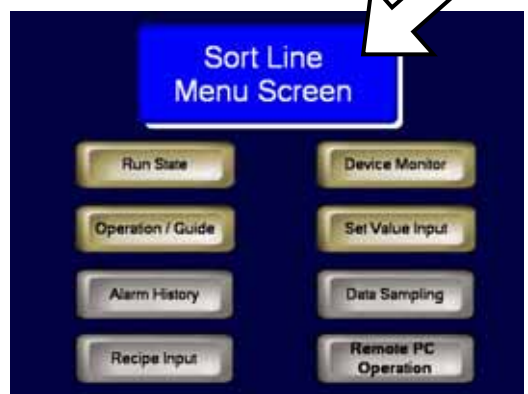 Sort Line
Menu Screen
Run State
Device Monitor
Operation / Guide
Set Value Input
Alarm History
Data Sampling
Recipe Input
Remote PC
Operation